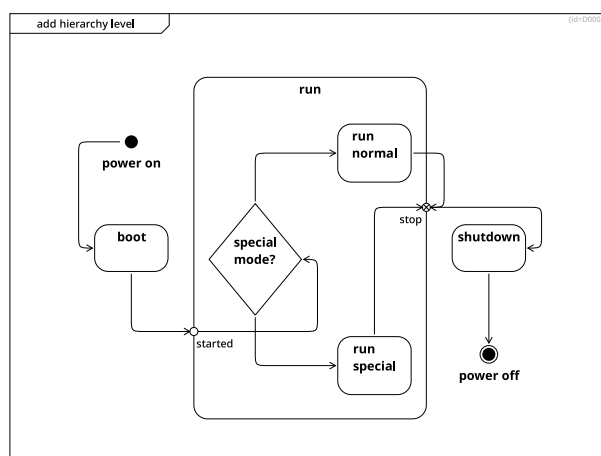 add hierarchy level
(id=D000
run
run
normal
power on
stop
boot
special
mode?
shutdown
started
run
special
power off